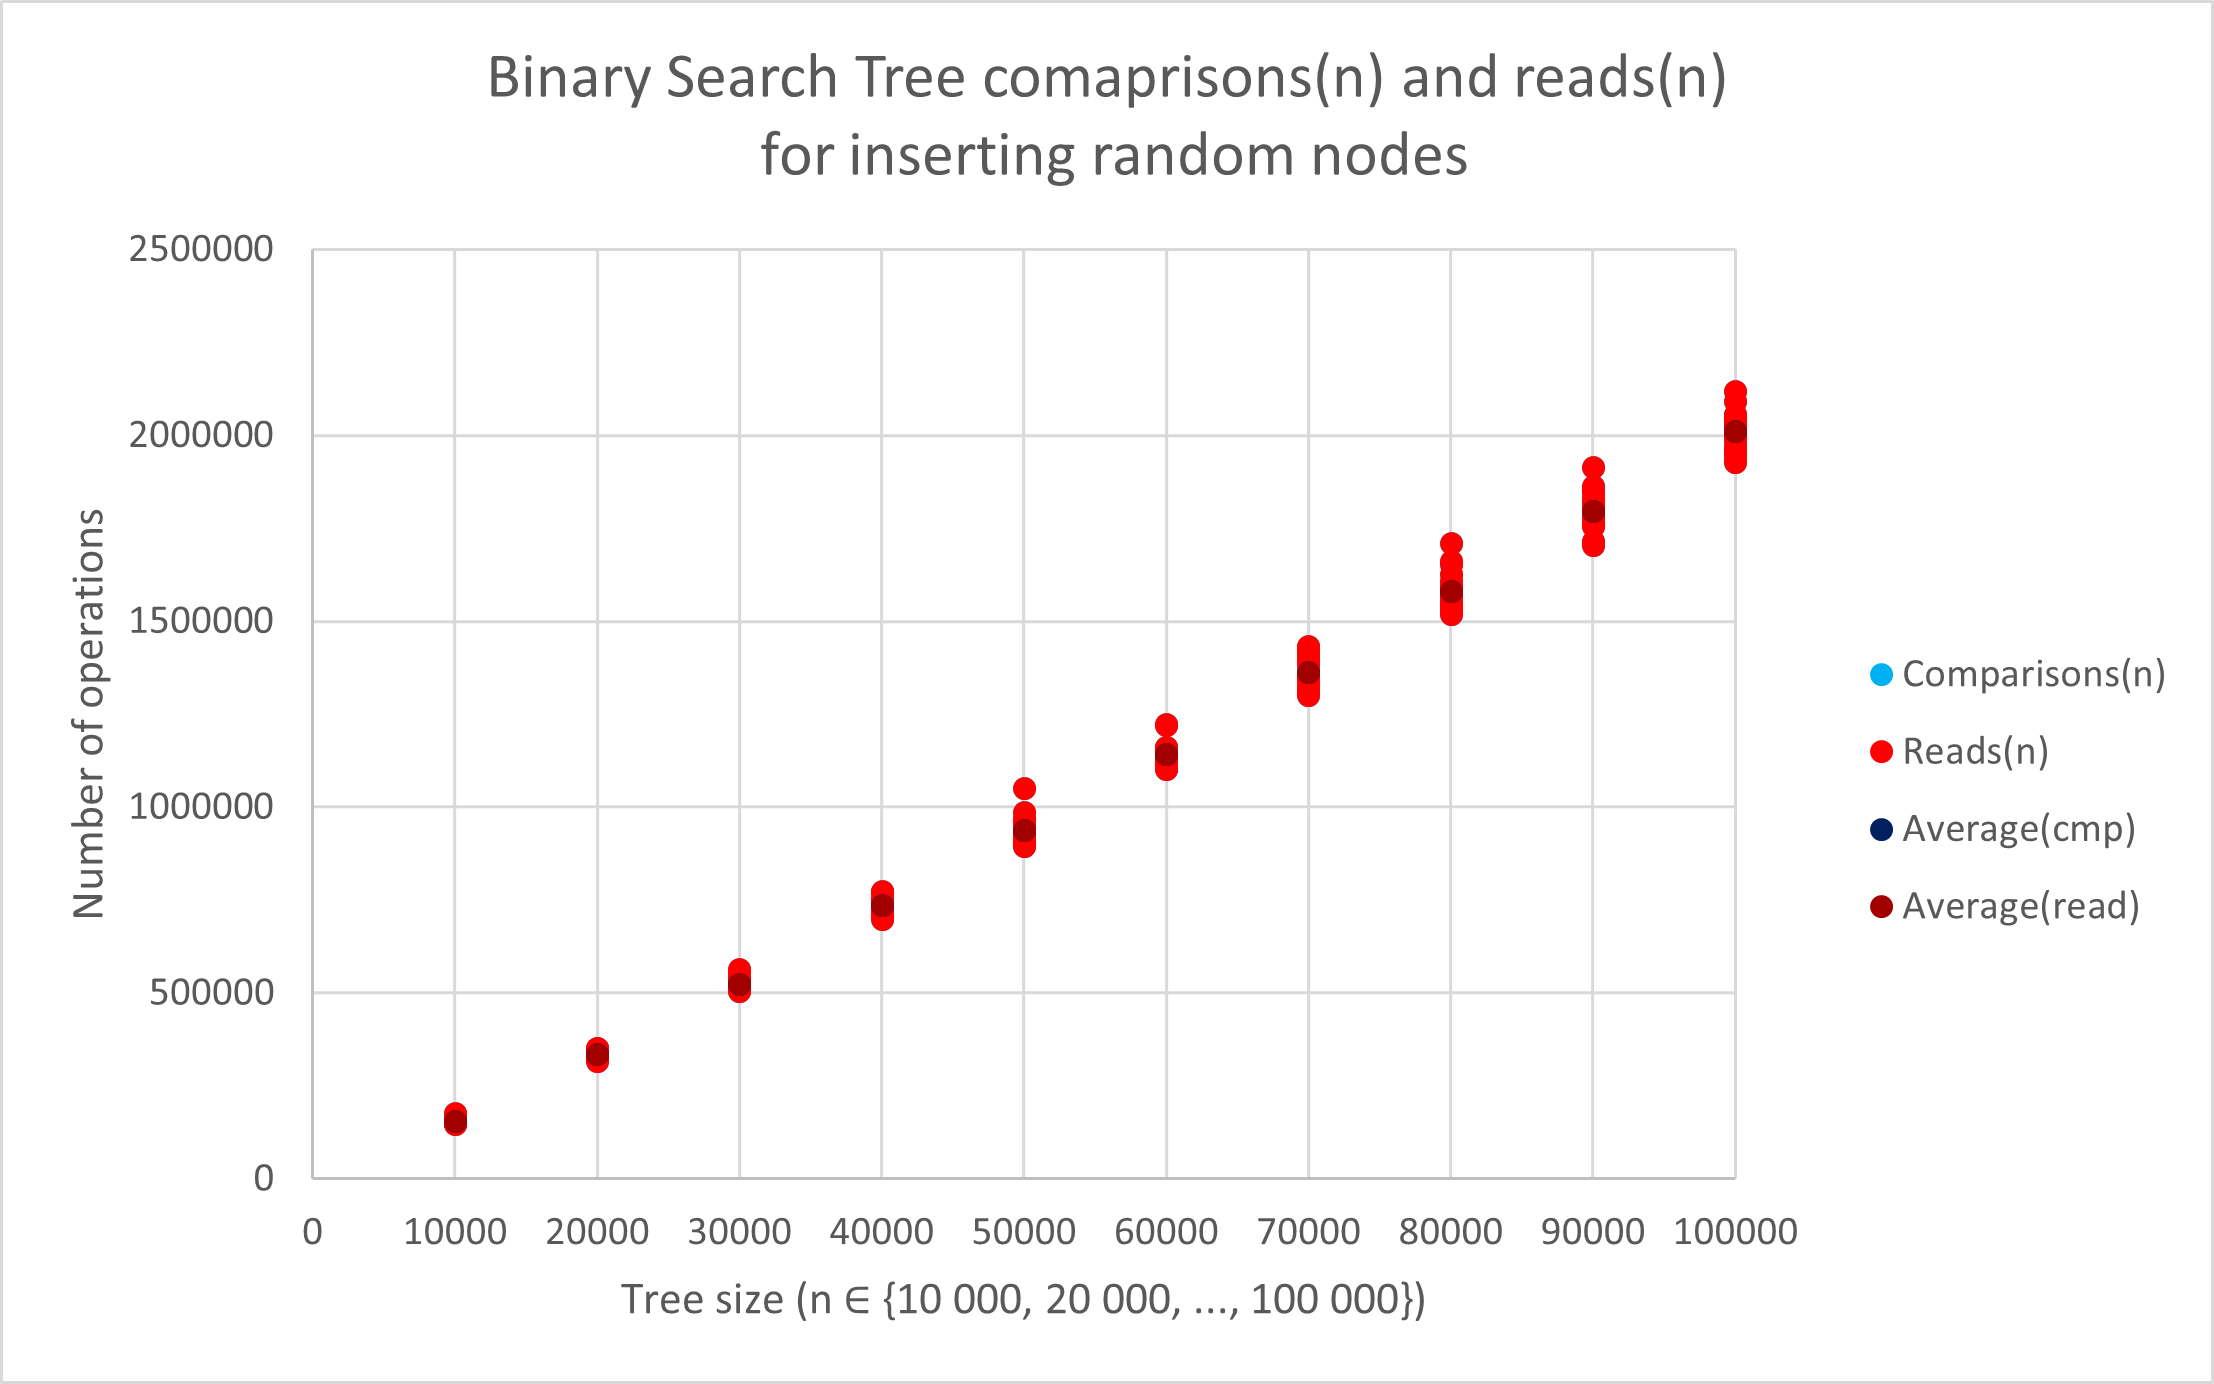 Binary Search Tree comaprisons(n) and reads(n)
for inserting random nodes
2500000
2000000
1500000
1000000
500000
0
Number of operations
0 10000 20000 30000 40000 50000 60000 70000 80000 90000 100000
Tree size (n ∈ {10 000, 20 000, ..., 100 000})
Comparisons(n)
Reads(n)
Average(cmp)
Average(read)